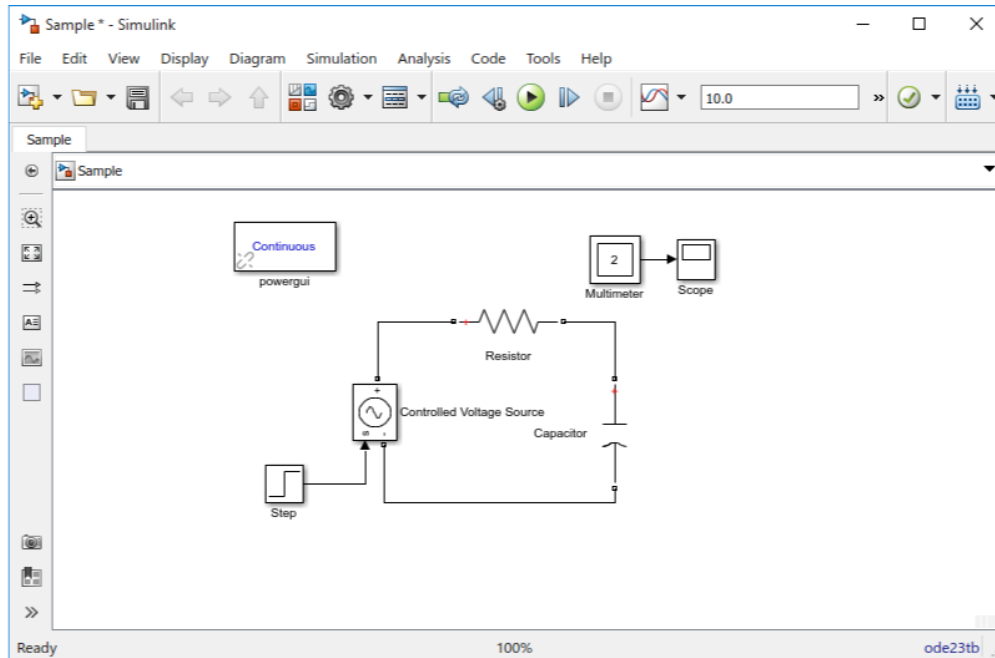 Sample * - Simulink
File Edit View Display Diagram Simulation Analysis Code Tools Help
10.0
Sample
Sample
Continuous
powergui
2
Multimeter
Scope
Resistor
+
Controlled Voltage Source
s -
Capacitor
Step
Ready 100% ode23tb